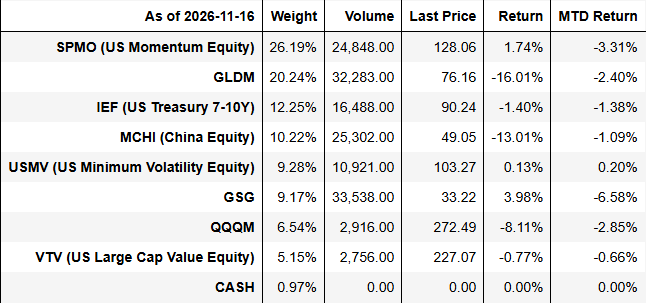 As of 2026-11-16 Weight Volume Last Price Return MTD Return
SPMO (US Momentum Equity) 26.19% 24,848.00 128.06 1.74% -3.31%
GLDM 20.24% 32,283.00 76.16 -16.01% -2.40%
IEF (US Treasury 7-10Y) 12.25% 16,488.00 90.24 -1.40% -1.38%
MCHI (China Equity) 10.22% 25,302.00 49.05 -13.01% -1.09%
USMV (US Minimum Volatility Equity) 9.28% 10,921.00 103.27 0.13% 0.20%
GSG 9.17% 33,538.00 33.22 3.98% -6.58%
QQQM 6.54% 2,916.00 272.49 -8.11% -2.85%
VTV (US Large Cap Value Equity) 5.15% 2,756.00 227.07 -0.77% -0.66%
CASH 0.97% 0.00 0.00 0.00% 0.00%